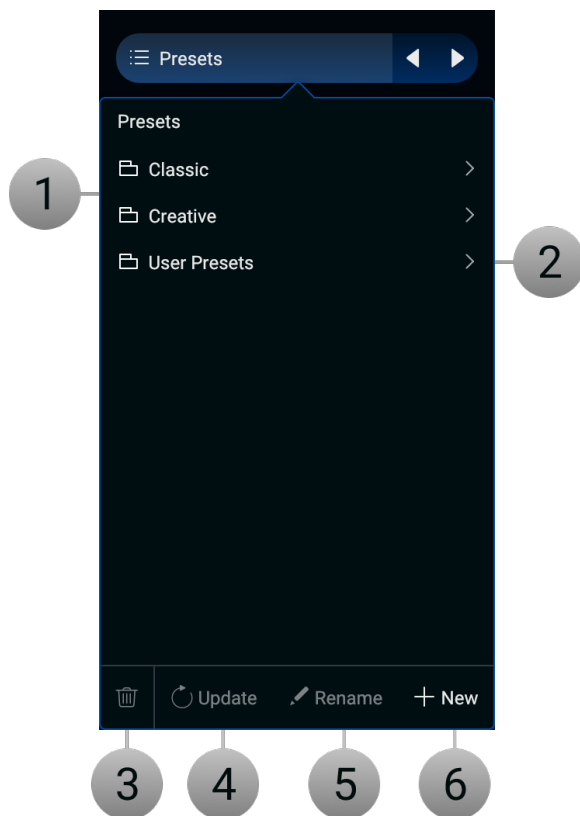 Presets
Presets
Classic
1
Creative
User Presets
2
Update Rename New
3 4 5 6